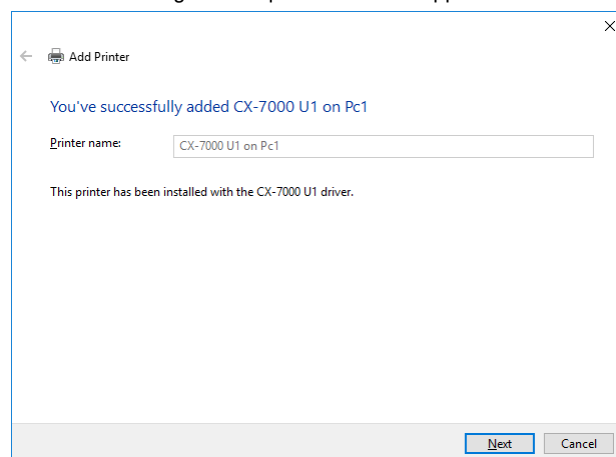 Add Printer
You've successfully added CX-7000 U1 on Pc1
Printer name: CX-7000 U1 on Pc1
This printer has been installed with the CX-7000 U1 driver.
Next Cancel